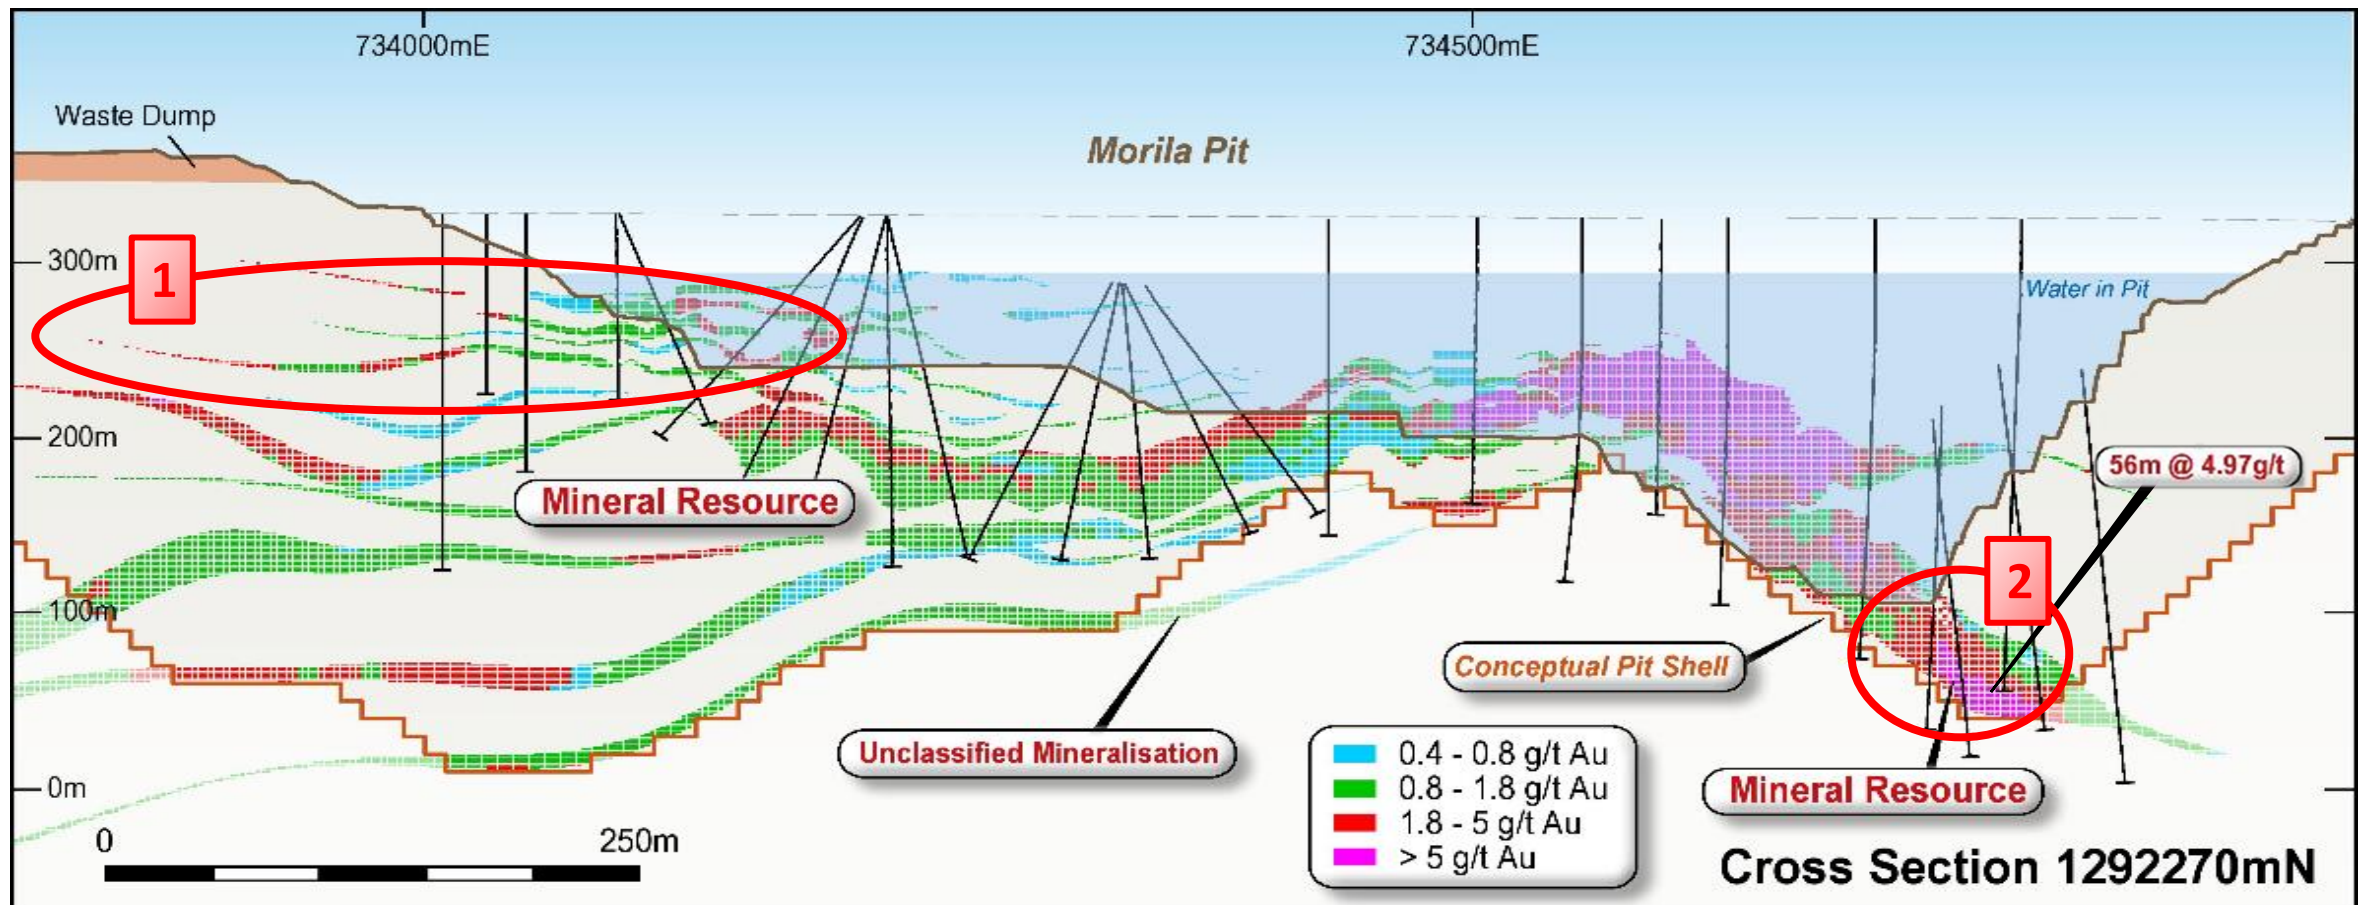 734000mE
734500mE
Waste Dump
Morila Pit
300m
1
Water in Pit
200m
56m @ 4.97g/t
Mineral Resource
2
100m
Conceptual Pit Shell
Unclassified Mineralisation
0.4 - 0.8 g/t Au
0.8 - 1.8 g/t Au
1.8 - 5 g/t Au
> 5 g/t Au
Mineral Resource
0m
0
250m
Cross Section 1292270mN